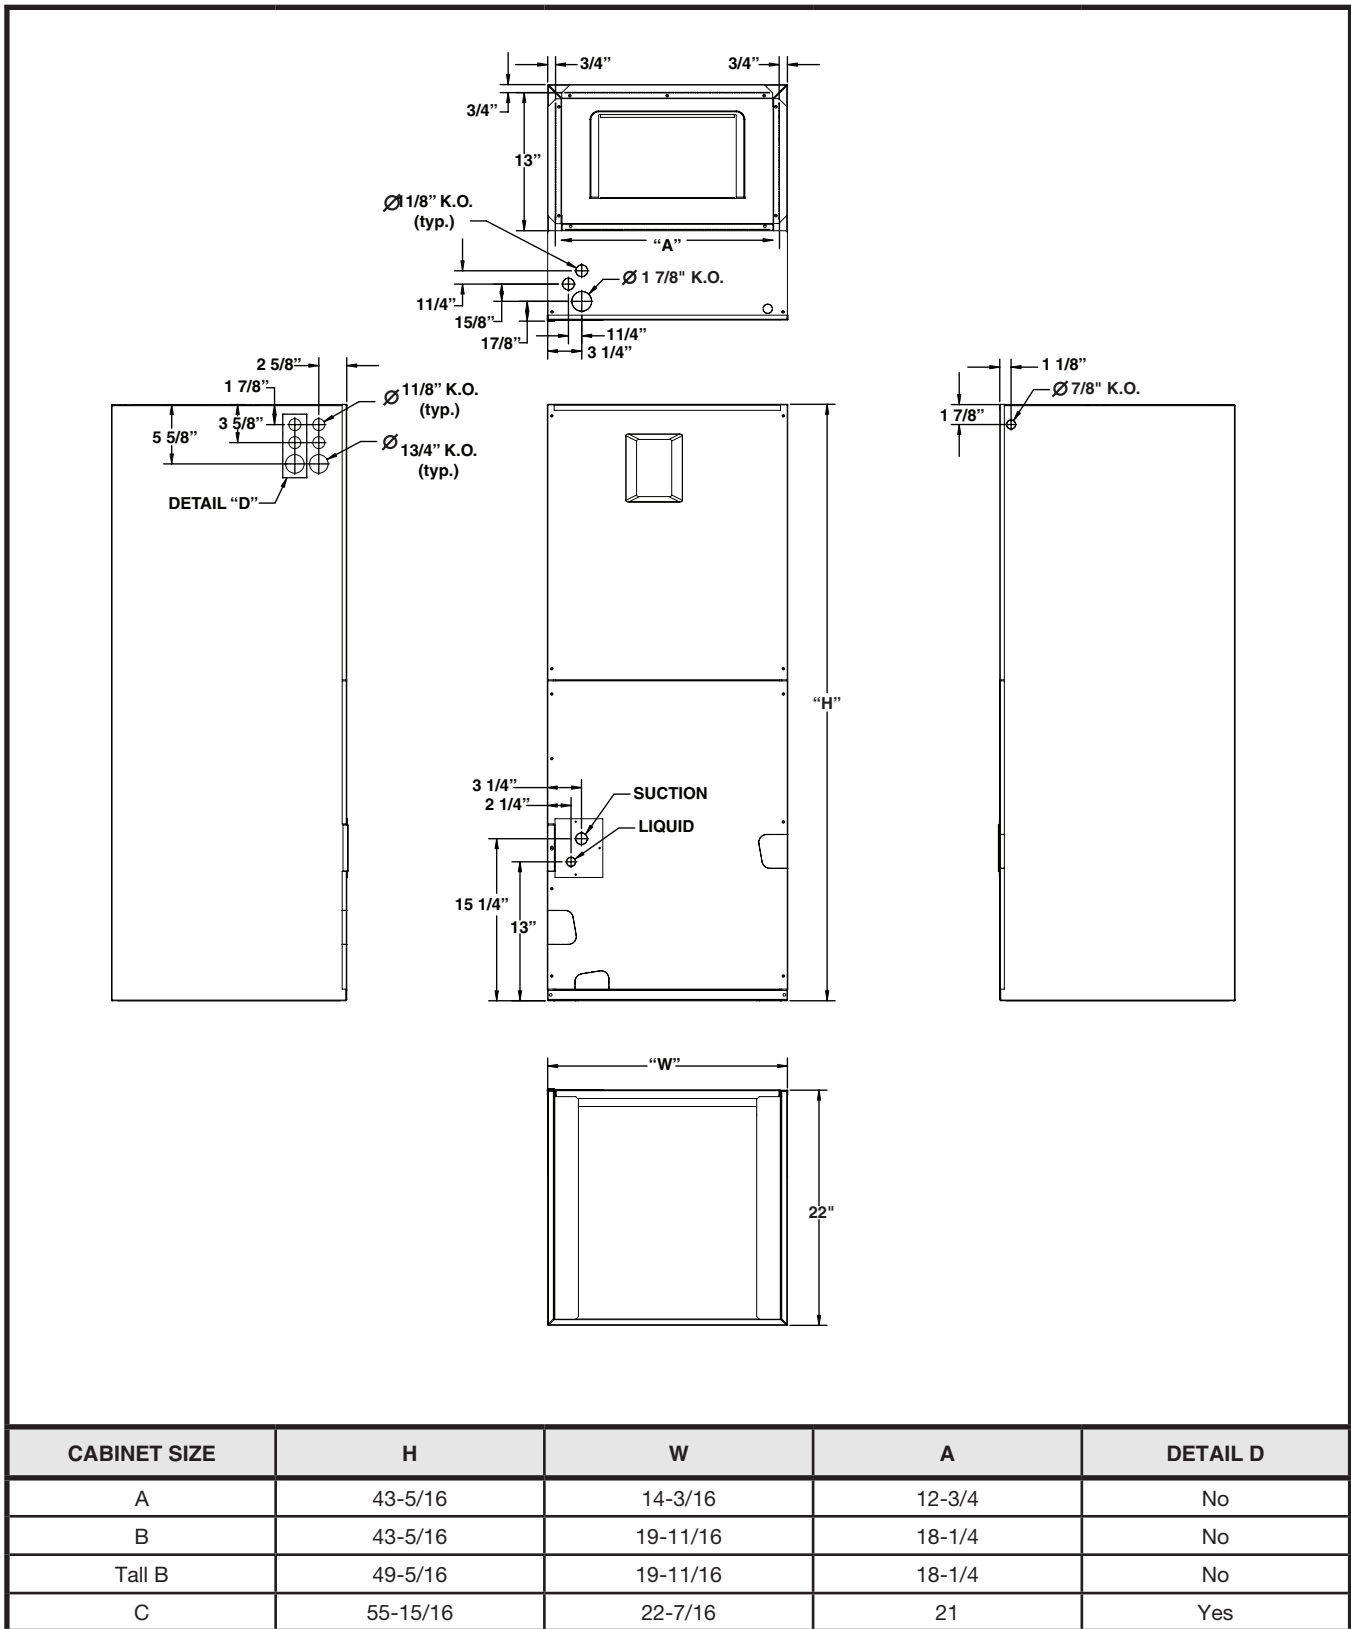 3/4” 3/4”
3/4”
13”
Ø11/8” K.O.
(typ.)
“A”
Ø 1 7/8" K.O.
11/4”
15/8”
17/8”
11/4”
3 1/4”
2 5/8”
1 7/8”
3 5/8”
5 5/8”
Ø 11/8” K.O.
(typ.)
Ø 13/4” K.O.
(typ.)
DETAIL “D”
1 1/8”
Ø 7/8" K.O.
1 7/8”
“H”
3 1/4”
2 1/4”
SUCTION
LIQUID
15 1/4”
13”
“W”
22"
CABINET SIZE H W A DETAIL D
A 43-5/16 14-3/16 12-3/4 No
B 43-5/16 19-11/16 18-1/4 No
Tall B 49-5/16 19-11/16 18-1/4 No
C 55-15/16 22-7/16 21 Yes